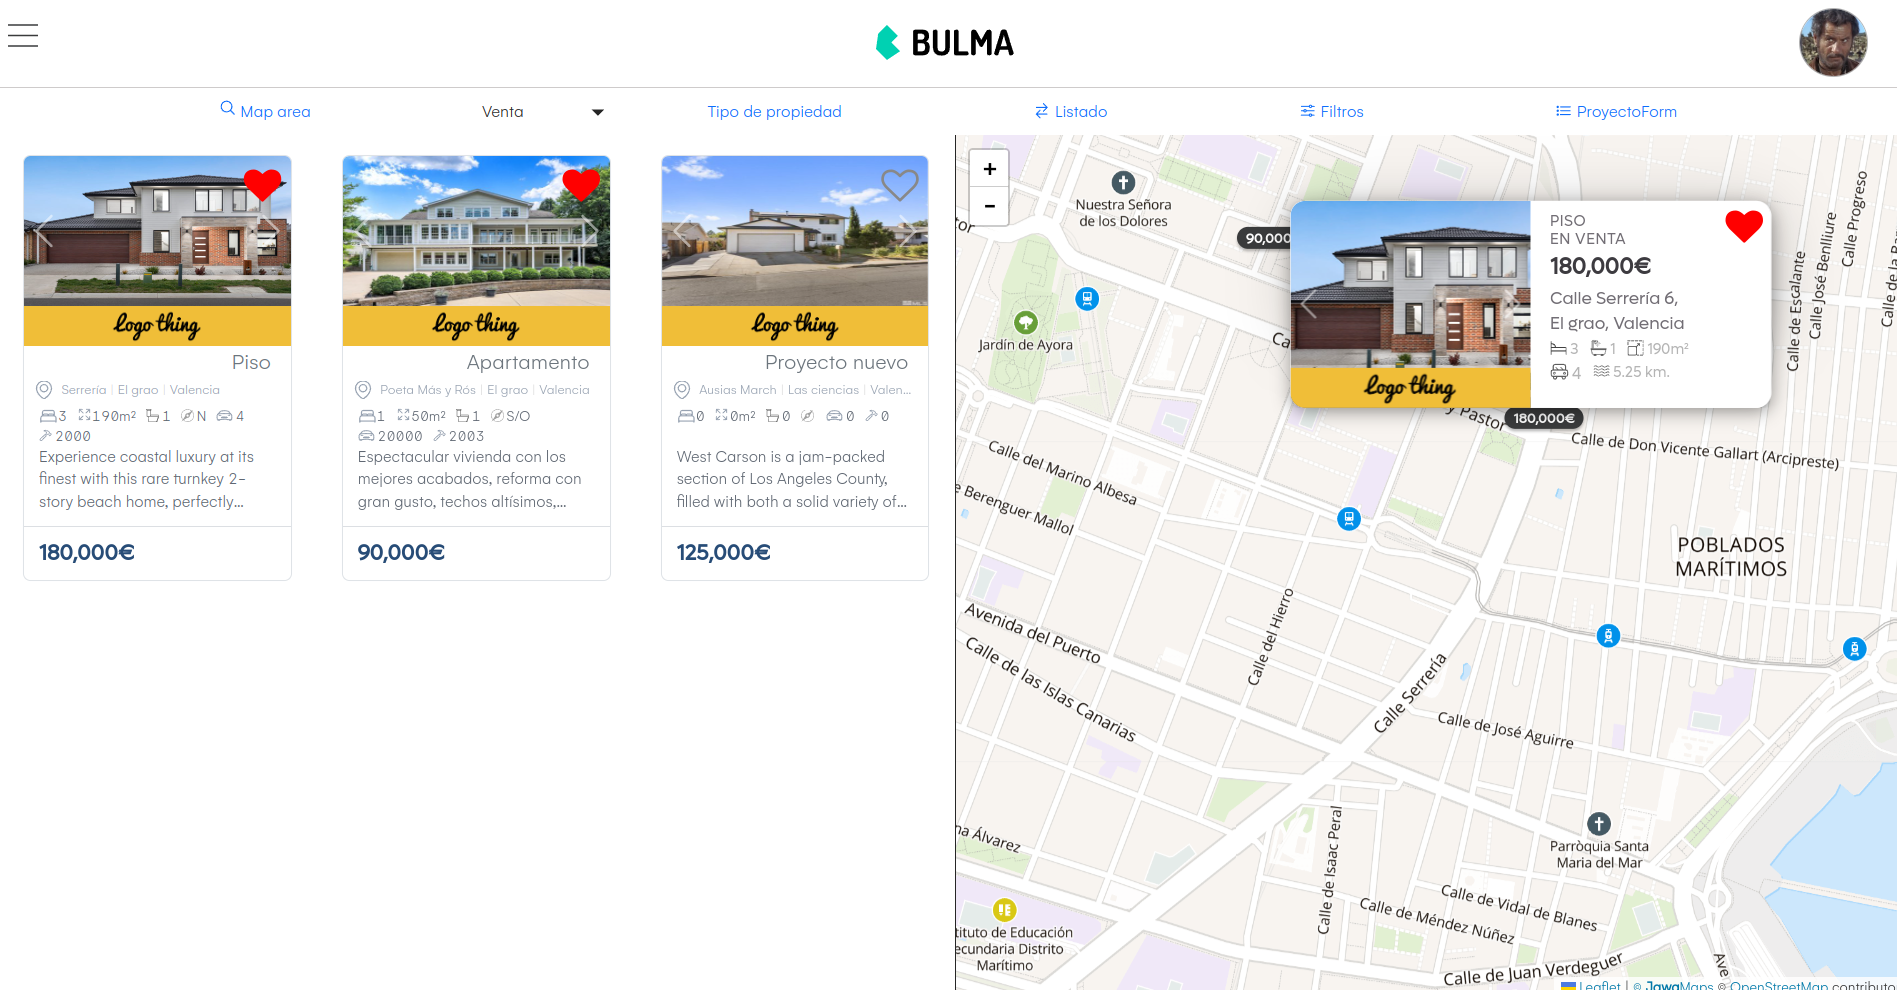 BULMA
Map area
Venta
Tipo de propiedad
Listado
Filtros
ProyectoForm
Logo thing
Piso
Serrería | El grao | Valencia
3 190m² 1 N 4
2000
Experience coastal luxury at its
finest with this rare turnkey 2-
story beach home, perfectly...
180,000€
Logo thing
Apartamento
Poeta Más y Rós | El grao | Valencia
1 50m² 1 S/O
20000 2003
Espectacular vivienda con los
mejores acabados, reforma con
gran gusto, techos altísimos,...
90,000€
Logo thing
Proyecto nuevo
Ausias March | Las ciencias | Valen...
0 0m² 0 0 0
West Carson is a jam-packed
section of Los Angeles County,
filled with both a solid variety of...
125,000€
+
-
Nuestra Señora
de los Dolores
90,000
Jardín de Ayora
Logo thing
PISO
EN VENTA
180,000€
Calle Serrería 6,
El grao, Valencia
3 1 190m²
4 5.25 km.
180,000€
y Pastor
Calle de Escalante
Calle José Benlliure
Calle Progreso
Calle de Don Vicente Gallart (Arcipreste)
Calle del Marino Albesa
e Berenguer Mallol
POBLADOS
MARÍTIMOS
Avenida del Puerto
Calle de las Islas Canarias
Calle del Hierro
Calle Serrería
Calle de José Aguirre
na Álvarez
Calle de Isaac Peral
Parròquia Santa
Maria del Mar
Calle de Vidal de Blanes
Calle de Méndez Núñez
tituto de Educación
ecundaria Distrito
Marítimo
Calle de Juan Verdeguer
Ave
Leaflet | © JawgMaps © OpenStreetMap contributo